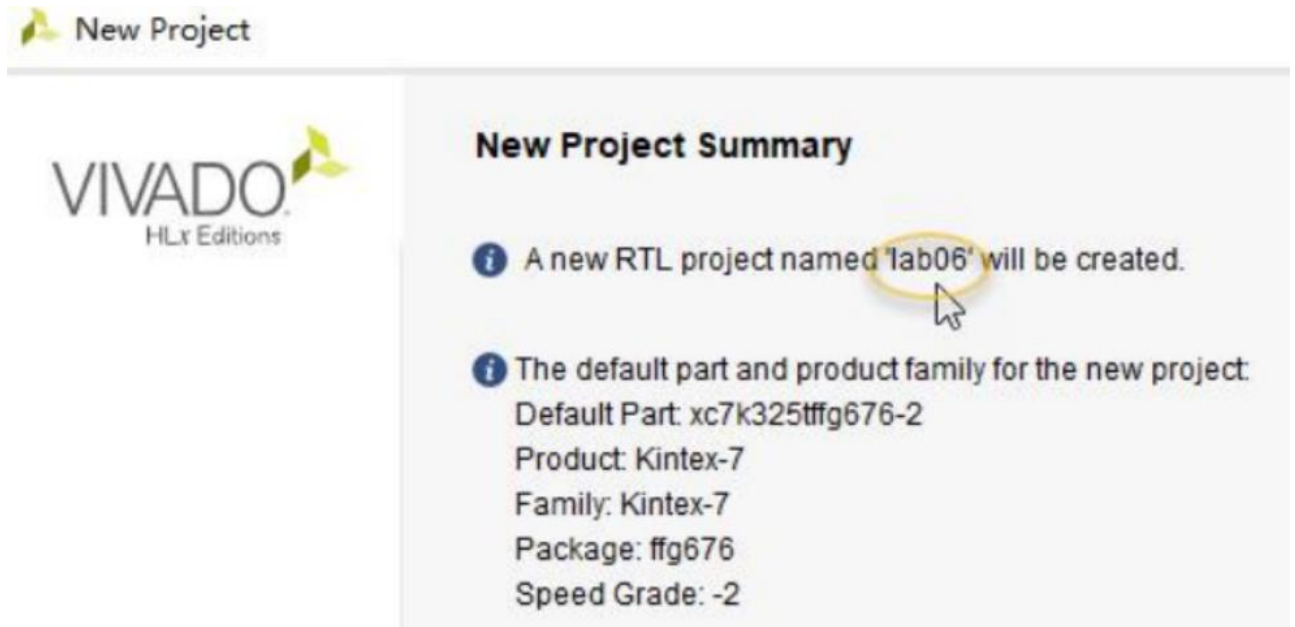 New Project
VIVADO.
HLx Editions
New Project Summary
A new RTL project named 'lab06' will be created.
The default part and product family for the new project:
Default Part: xc7k325tffg676-2
Product: Kintex-7
Family: Kintex-7
Package: ffg676
Speed Grade: -2